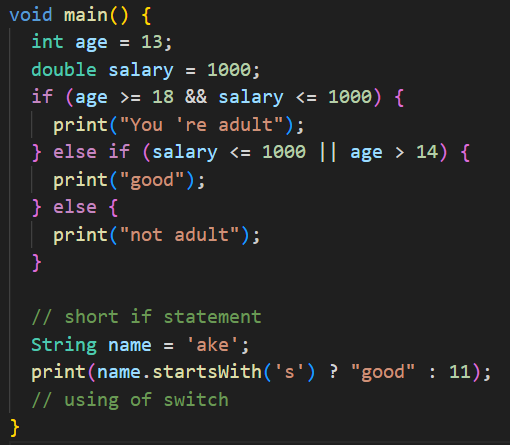 void main() {
  int age = 13;
  double salary = 1000;
  if (age >= 18 && salary <= 1000) {
    print("You 're adult");
  } else if (salary <= 1000 || age > 14) {
    print("good");
  } else {
    print("not adult");
  }

  // short if statement
  String name = 'ake';
  print(name.startsWith('s') ? "good" : 11);
  // using of switch
}